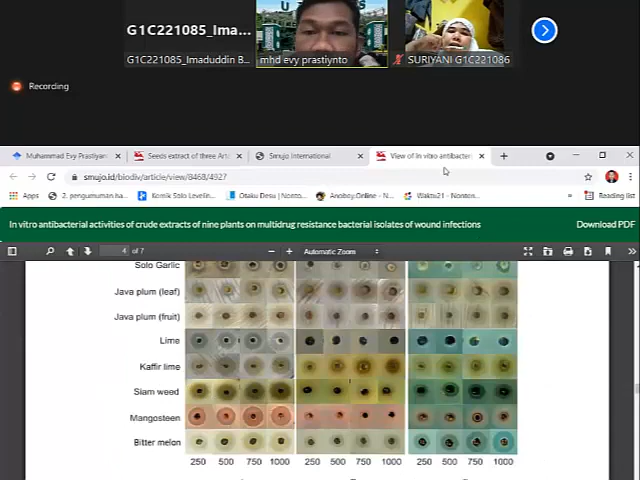 G1C221085_Ima...
G1C221085_Imaduddin B...
mhd evy prastiynto
SURIYANI G1C221086
Recording
Muhammad Evy Prastiyan
Seeds extract of three Art
Smujo International
View of In vitro antibacter
smujo.id/biodiv/article/view/8468/4927
Apps
2. pengumuman ha...
Komik Solo Levelin...
Otaku Desu | Nonto...
Anoboy.Online - N...
Waktu21 - Nonton...
Reading list
In vitro antibacterial activities of crude extracts of nine plants on multidrug resistance bacterial isolates of wound infections
Download PDF
4 of 7
Automatic Zoom
Solo Garlic
Java plum (leaf)
Java plum (fruit)
Lime
Kaffir lime
Siam weed
Mangosteen
Bitter melon
250 500 750 1000 250 500 750 1000 250 500 750 1000